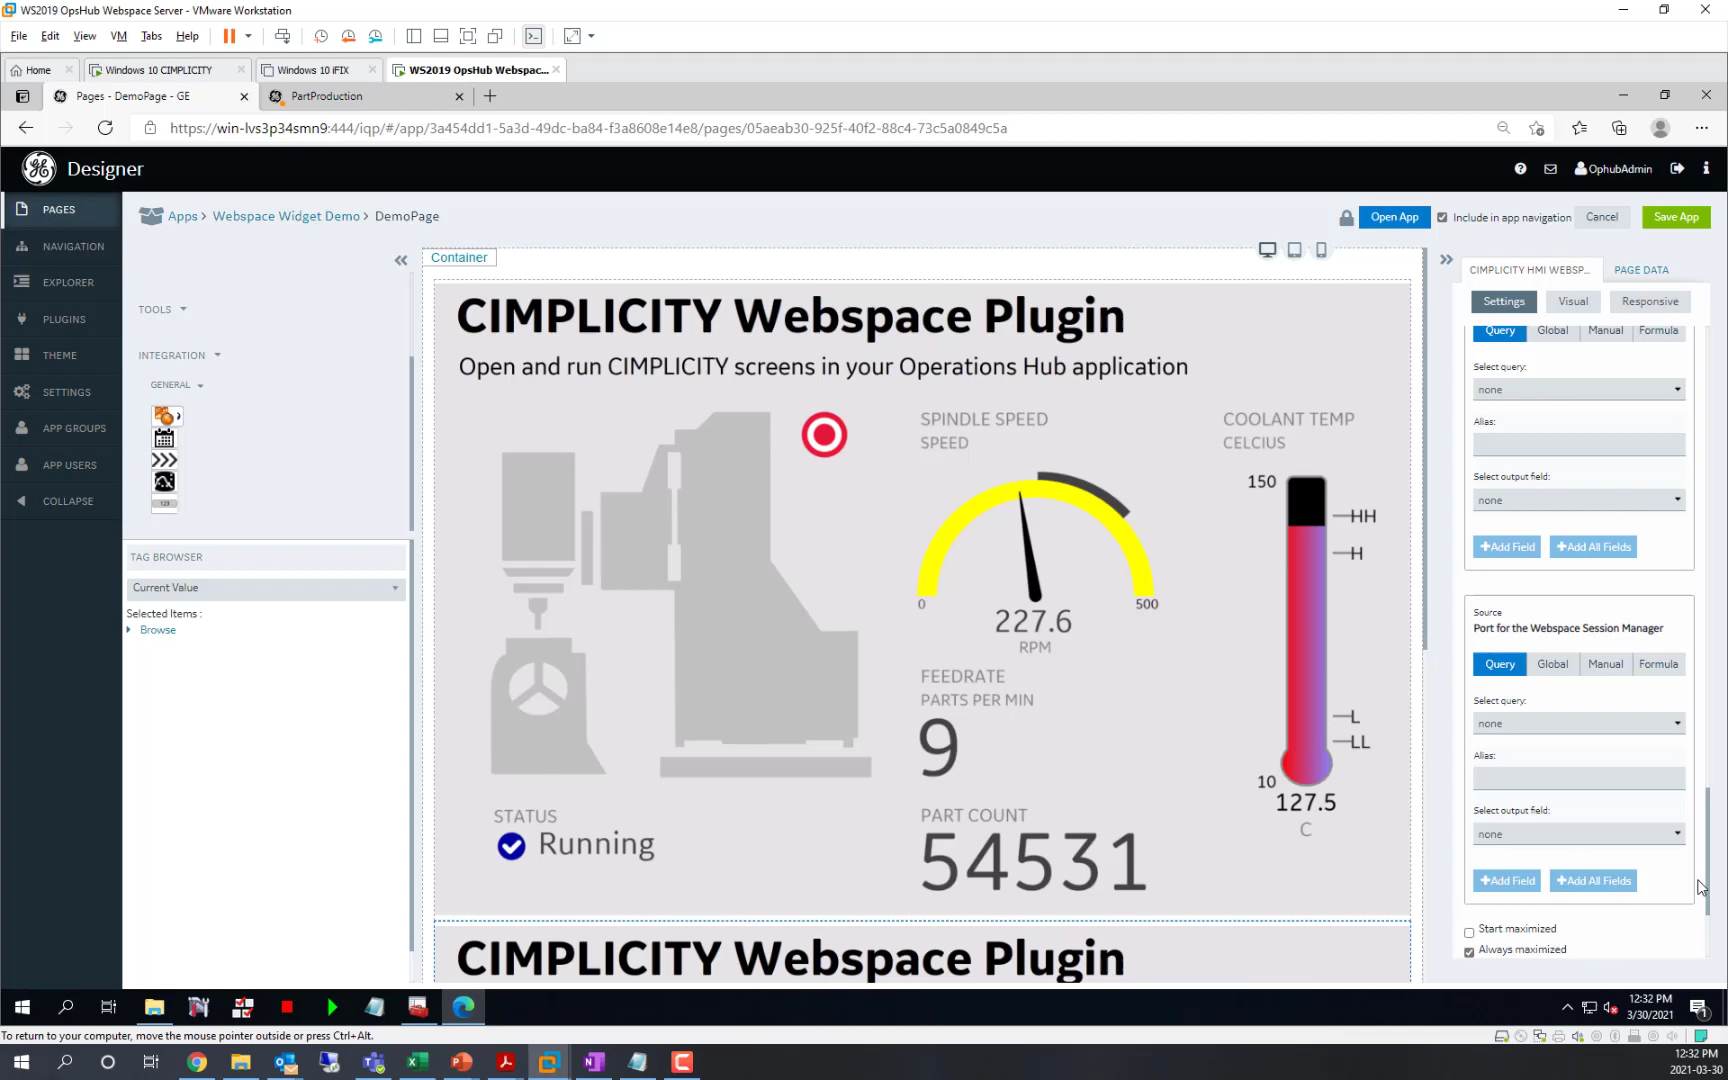 WS2019 OpsHub Webspace Server - VMware Workstation
File Edit View VM Tabs Help
Home Windows 10 CIMPLICITY Windows 10 iFIX WS2019 OpsHub Webspac...
Pages - DemoPage - GE PartProduction
https://win-lvs3p34smn9:444/iqp/#/app/3a454dd1-5a3d-49dc-ba84-f3a8608e14e8/pages/05aeab30-925f-40f2-88c4-73c5a0849c5a
Designer OphubAdmin
PAGES
NAVIGATION
EXPLORER
PLUGINS
THEME
SETTINGS
APP GROUPS
APP USERS
COLLAPSE
Apps > Webspace Widget Demo > DemoPage
Open App Include in app navigation Cancel Save App
TOOLS
INTEGRATION
GENERAL
123
TAG BROWSER
Current Value
Selected Items :
Browse
Container
CIMPLICITY Webspace Plugin
Open and run CIMPLICITY screens in your Operations Hub application
SPINDLE SPEED
SPEED
0
500
227.6
RPM
FEEDRATE
PARTS PER MIN
9
PART COUNT
54531
STATUS
Running
COOLANT TEMP
CELCIUS
150
HH
H
L
LL
10
127.5
C
CIMPLICITY Webspace Plugin
CIMPLICITY HMI WEBSP... PAGE DATA
Settings Visual Responsive
Query Global Manual Formula
Select query:
none
Alias:
Select output field:
none
+Add Field +Add All Fields
Source
Port for the Webspace Session Manager
Query Global Manual Formula
Select query:
none
Alias:
Select output field:
none
+Add Field +Add All Fields
Start maximized
Always maximized
12:32 PM
3/30/2021
To return to your computer, move the mouse pointer outside or press Ctrl+Alt.
12:32 PM
2021-03-30